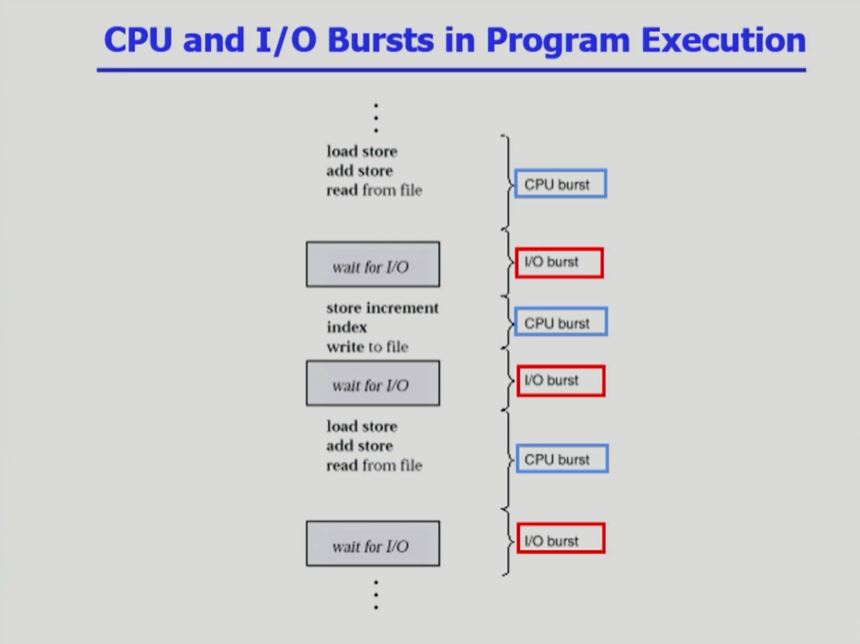 CPU and I/O Bursts in Program Execution
load store
add store
read from file
CPU burst
wait for I/O
I/O burst
store increment
index
write to file
CPU burst
wait for I/O
I/O burst
load store
add store
read from file
CPU burst
wait for I/O
I/O burst